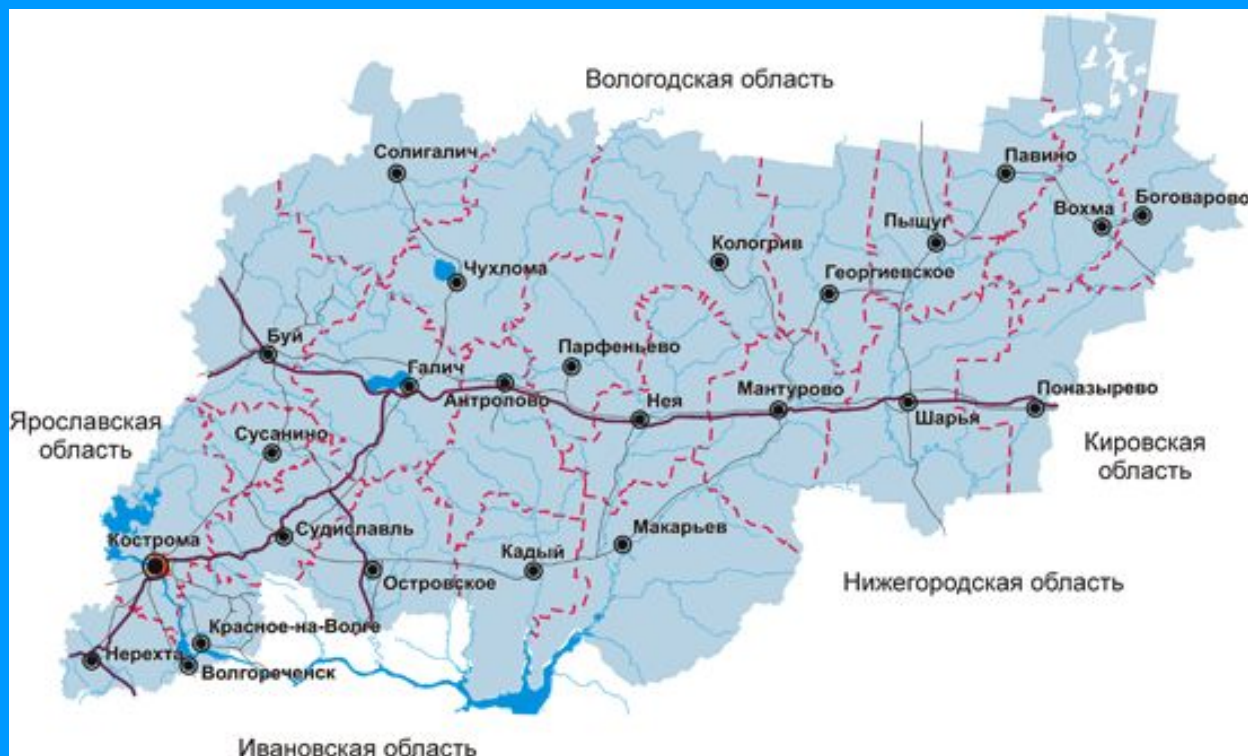 Вологодская область
Солигалич
Павино
Боговарово
Вохма
Пыщуг
Кологрив
Чухлома
Георгиевское
Буй
Парфеньево
Галич
Мантурово
Поназырево
Антропово
Нея
Шарья
Ярославская
область
Сусанино
Кировская
область
Судиславль
Макарьев
Кострома
Кадый
Островское
Нижегородская область
Красное-на-Волге
Нерехта
Волгореченск
Ивановская область